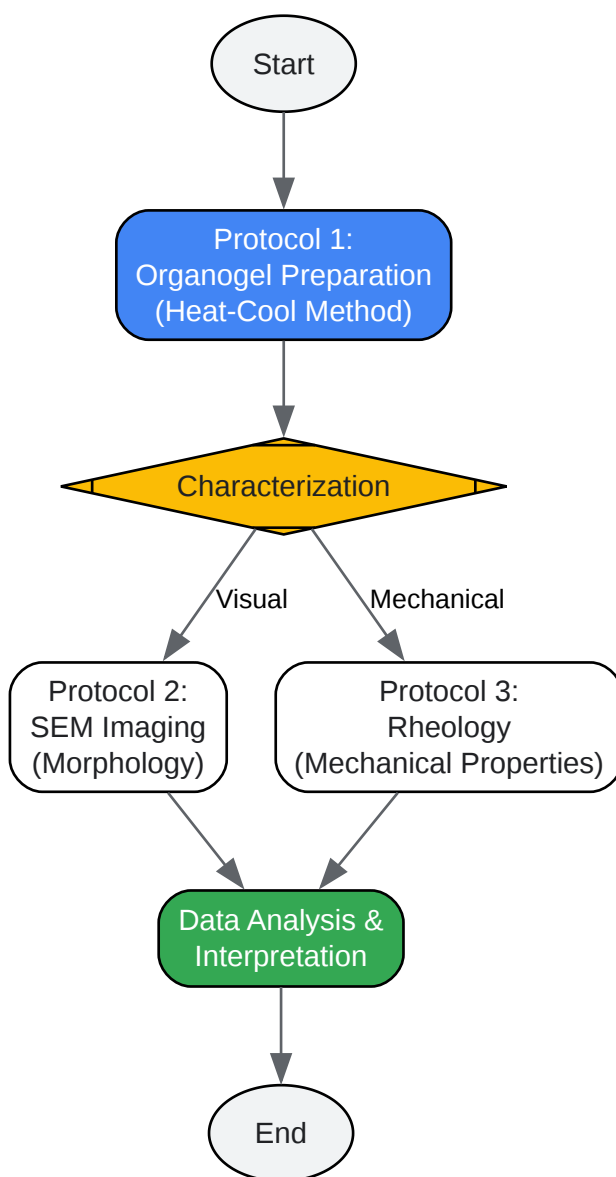 Start
Protocol 1:
Organogel Preparation
(Heat-Cool Method)
Characterization
Visual
Mechanical
Protocol 2:
SEM Imaging
(Morphology)
Protocol 3:
Rheology
(Mechanical Properties)
Data Analysis &
Interpretation
End